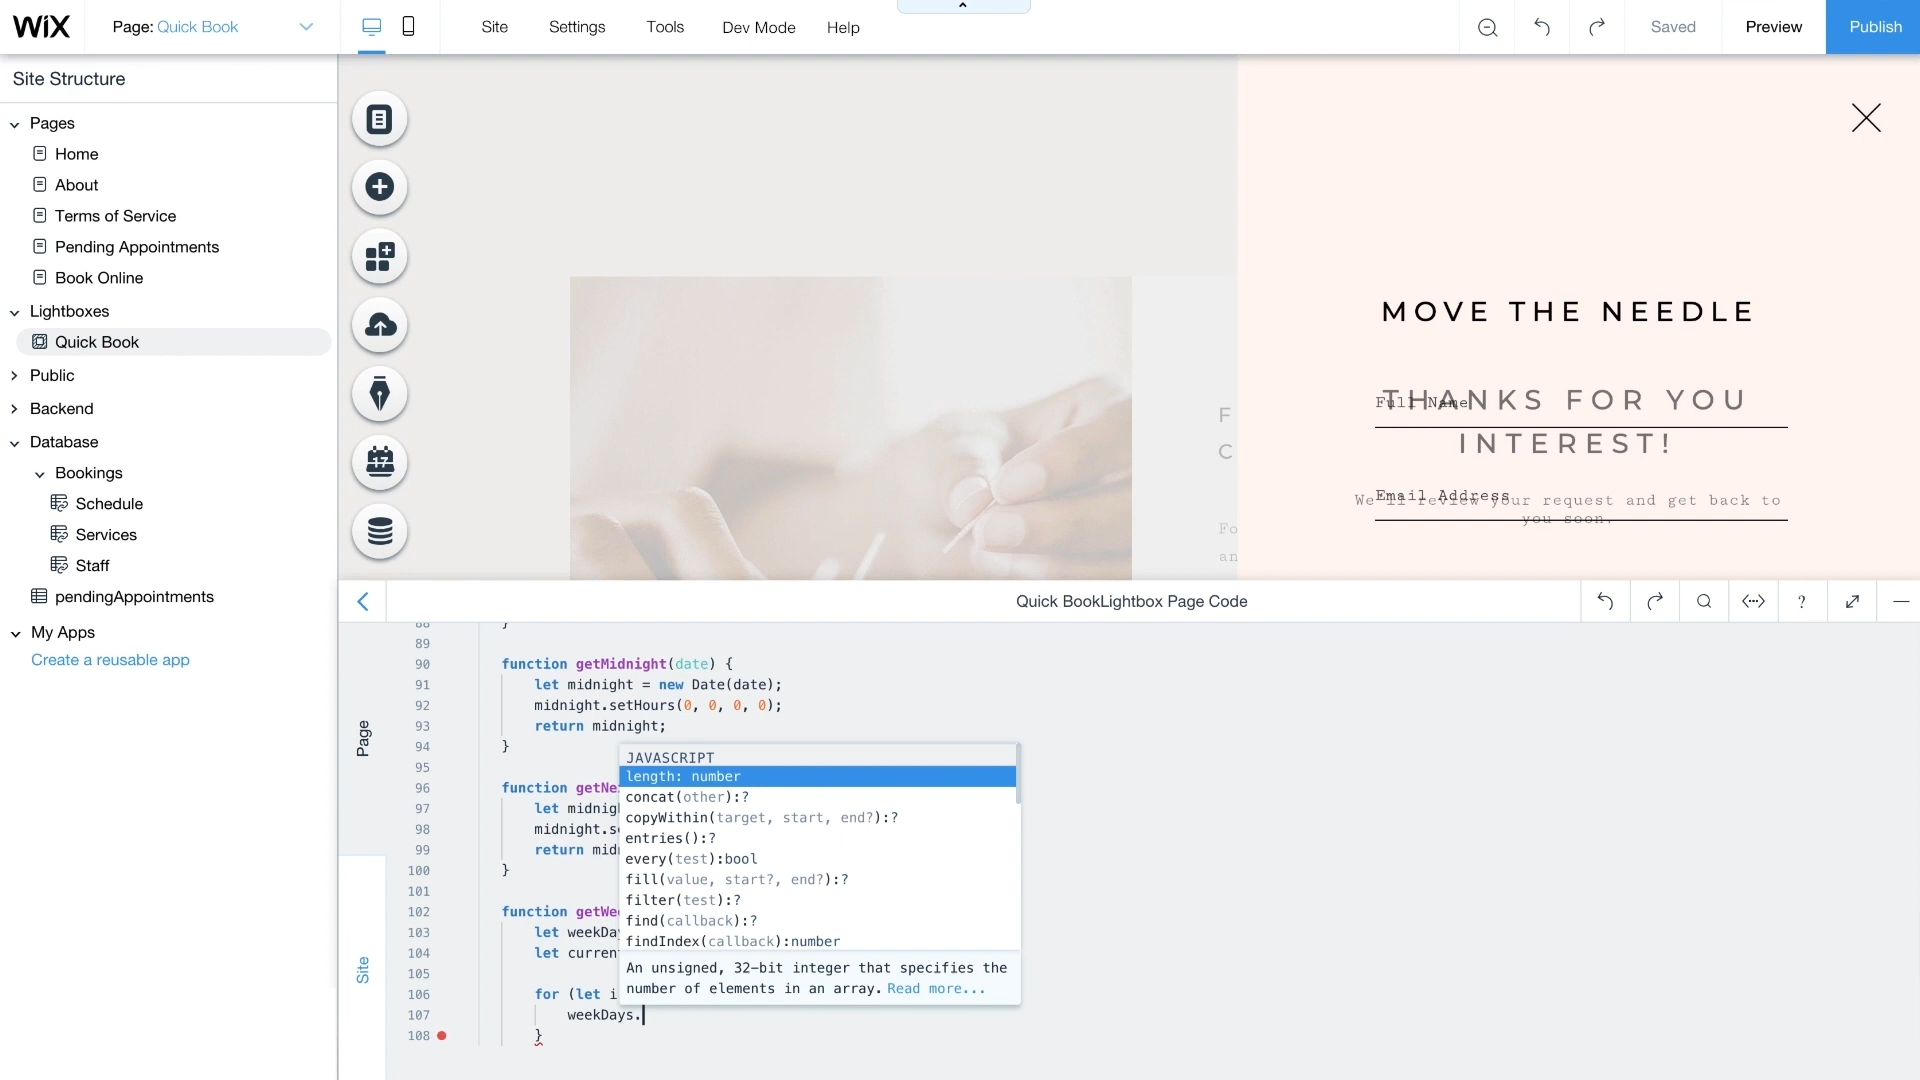 WiX
Page: Quick Book
Site
Settings
Tools
Dev Mode
Help
Saved
Preview
Publish
Site Structure
Pages
Home
About
Terms of Service
Pending Appointments
Book Online
Lightboxes
Quick Book
Public
Backend
Database
Bookings
Schedule
Services
Staff
pendingAppointments
My Apps
Create a reusable app
17
F
C
Fo
an
MOVE THE NEEDLE
THANKS FOR YOU
INTEREST!
Full Name
Email Address
We'll review your request and get back to
you soon.
Quick BookLightbox Page Code
?
Page
Site
88 }
89
90 function getMidnight(date) {
91 let midnight = new Date(date);
92 midnight.setHours(0, 0, 0, 0);
93 return midnight;
94 }
95
96 function getNe
97 let midnig
98 midnight.s
99 return mid
100 }
101
102 function getWe
103 let weekDa
104 let curren
105
106 for (let i
107 weekDays.
108 }
JAVASCRIPT
length: number
concat(other):?
copyWithin(target, start, end?):?
entries():?
every(test):bool
fill(value, start?, end?):?
filter(test):?
find(callback):?
findIndex(callback):number
An unsigned, 32-bit integer that specifies the
number of elements in an array. Read more...